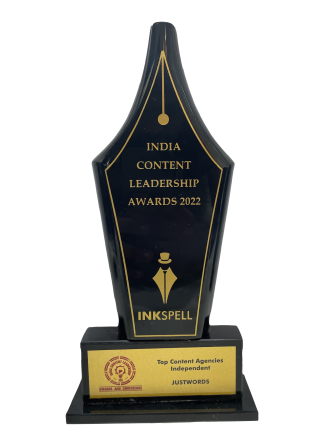 INDIA
CONTENT
LEADERSHIP
AWARDS 2022
INKSPELL
Top Content Agencies
Independent
JUSTWORDS